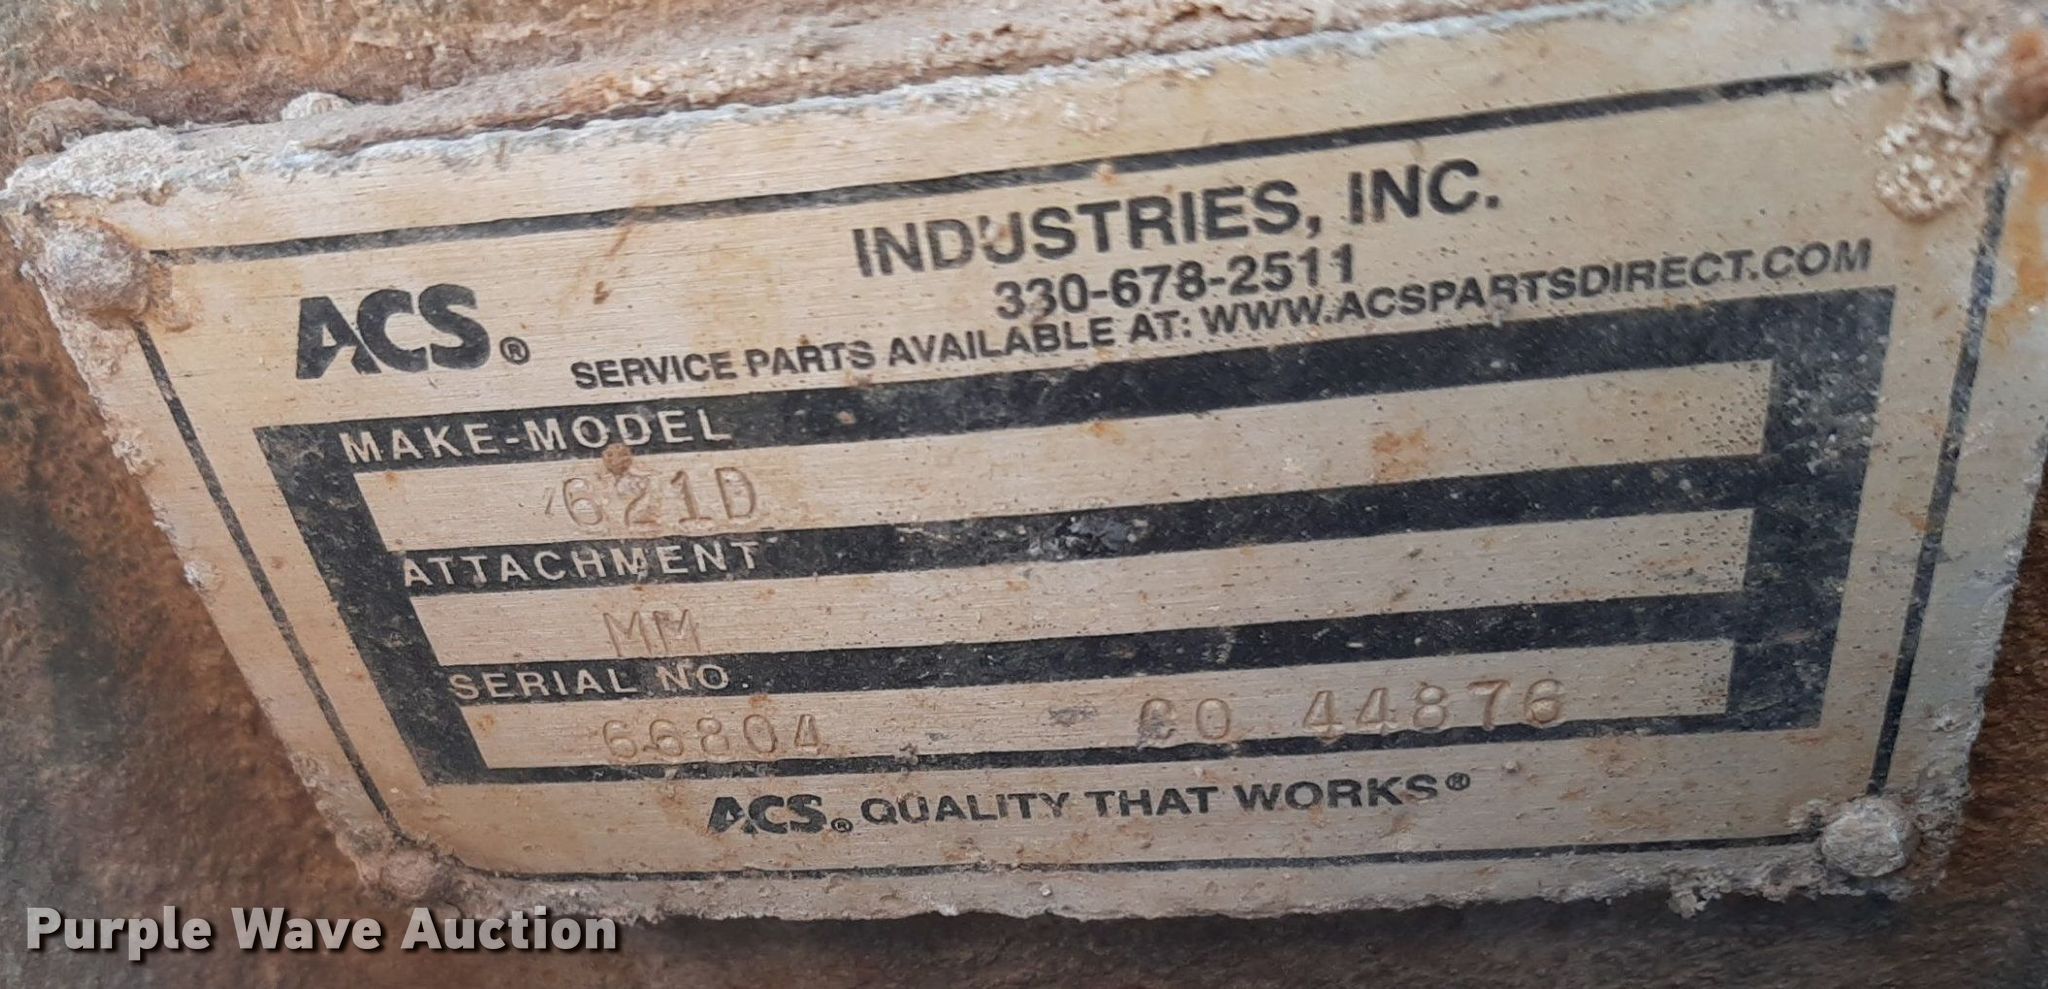 INDUSTRIES, INC.
330-678-2511
ACS® SERVICE PARTS AVAILABLE AT: WWW.ACSPARTSDIRECT.COM
MAKE-MODEL
621D
ATTACHMENT
MM
SERIAL NO.
66804 CO 44876
ACS® QUALITY THAT WORKS®
Purple Wave Auction